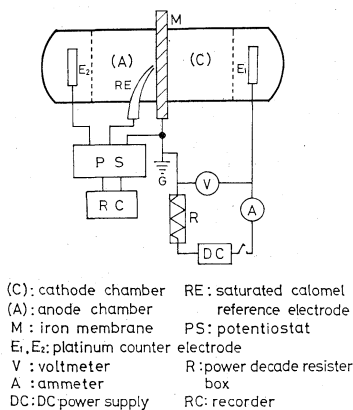 M
E₂
(A)
(C)
E₁
RE
P S
R C
G
V
R
A
DC
(C): cathode chamber RE: saturated calomel
(A): anode chamber reference electrode
M : iron membrane PS: potentiostat
E₁,E₂: platinum counter electrode
V : voltmeter R: power decade resister
A : ammeter box
DC: DC power supply RC: recorder